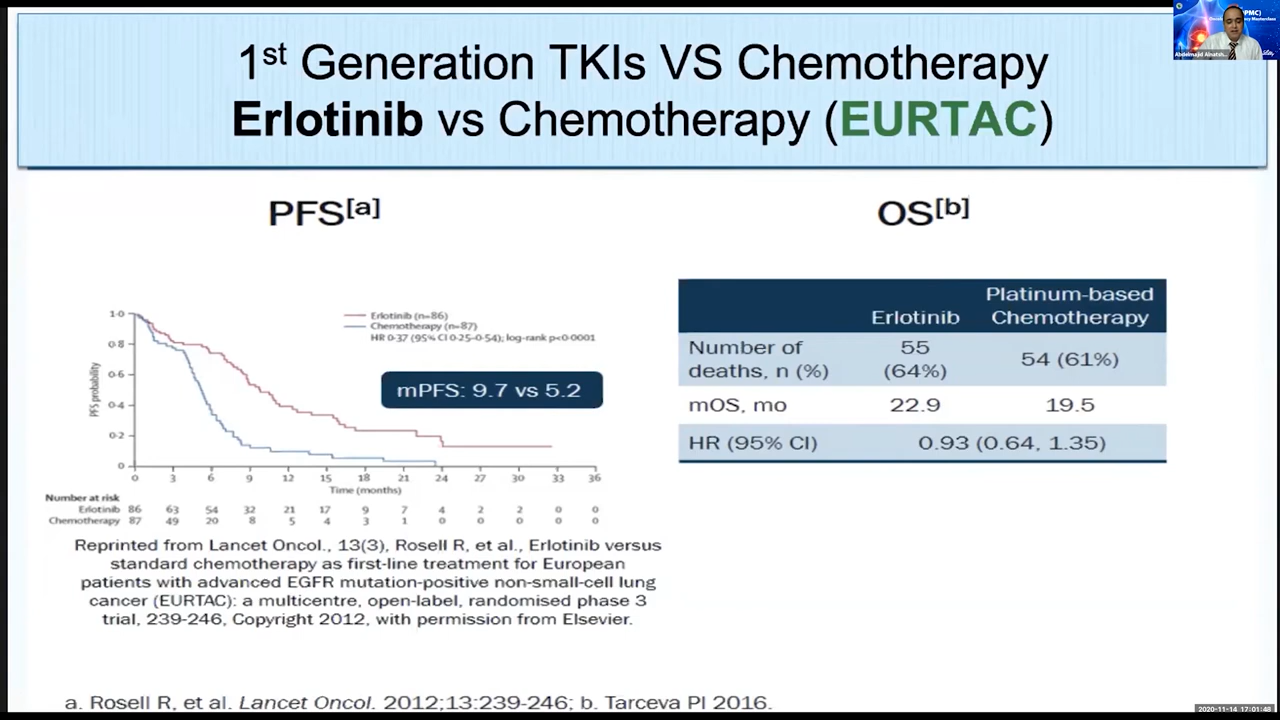 1st Generation TKIs VS Chemotherapy
Erlotinib vs Chemotherapy (EURTAC)
PFS[a]
OS[b]
1·0
0·8
0·6
0·4
0·2
0
PFS probability
Erlotinib (n=86)
Chemotherapy (n=87)
HR 0·37 (95% CI 0·25–0·54); log-rank p<0·0001
mPFS: 9.7 vs 5.2
0 3 6 9 12 15 18 21 24 27 30 33 36
Time (months)
Number at risk
Erlotinib 86 63 54 32 21 17 9 7 4 2 2 0 0
Chemotherapy 87 49 20 8 5 4 3 1 0 0 0 0 0
Reprinted from Lancet Oncol., 13(3), Rosell R, et al., Erlotinib versus
standard chemotherapy as first-line treatment for European
patients with advanced EGFR mutation-positive non-small-cell lung
cancer (EURTAC): a multicentre, open-label, randomised phase 3
trial, 239-246, Copyright 2012, with permission from Elsevier.
Erlotinib Platinum-based Chemotherapy
Number of deaths, n (%) 55 (64%) 54 (61%)
mOS, mo 22.9 19.5
HR (95% CI) 0.93 (0.64, 1.35)
a. Rosell R, et al. Lancet Oncol. 2012;13:239-246; b. Tarceva PI 2016.
2020-11-14 17:01:48